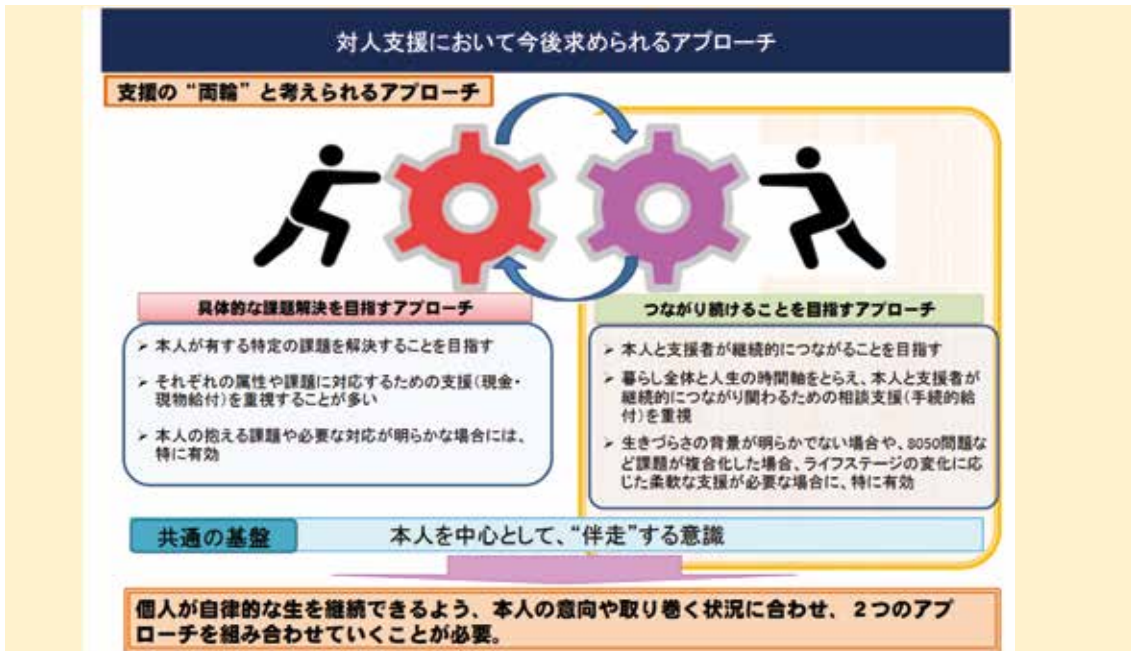 対人支援において今後求められるアプローチ
支援の“両輪”と考えられるアプローチ
具体的な課題解決を目指すアプローチ
➢ 本人が有する特定の課題を解決することを目指す
➢ それぞれの属性や課題に対応するための支援(現金・
現物給付)を重視することが多い
➢ 本人の抱える課題や必要な対応が明らかな場合には、
特に有効
つながり続けることを目指すアプローチ
➢ 本人と支援者が継続的につながることを目指す
➢ 暮らし全体と人生の時間軸をとらえ、本人と支援者が
継続的につながり関わるための相談支援(手続的給
付)を重視
➢ 生きづらさの背景が明らかでない場合や、8050問題な
ど課題が複合化した場合、ライフステージの変化に応
じた柔軟な支援が必要な場合に、特に有効
共通の基盤
本人を中心として、“伴走”する意識
個人が自律的な生を継続できるよう、本人の意向や取り巻く状況に合わせ、２つのアプ
ローチを組み合わせていくことが必要。